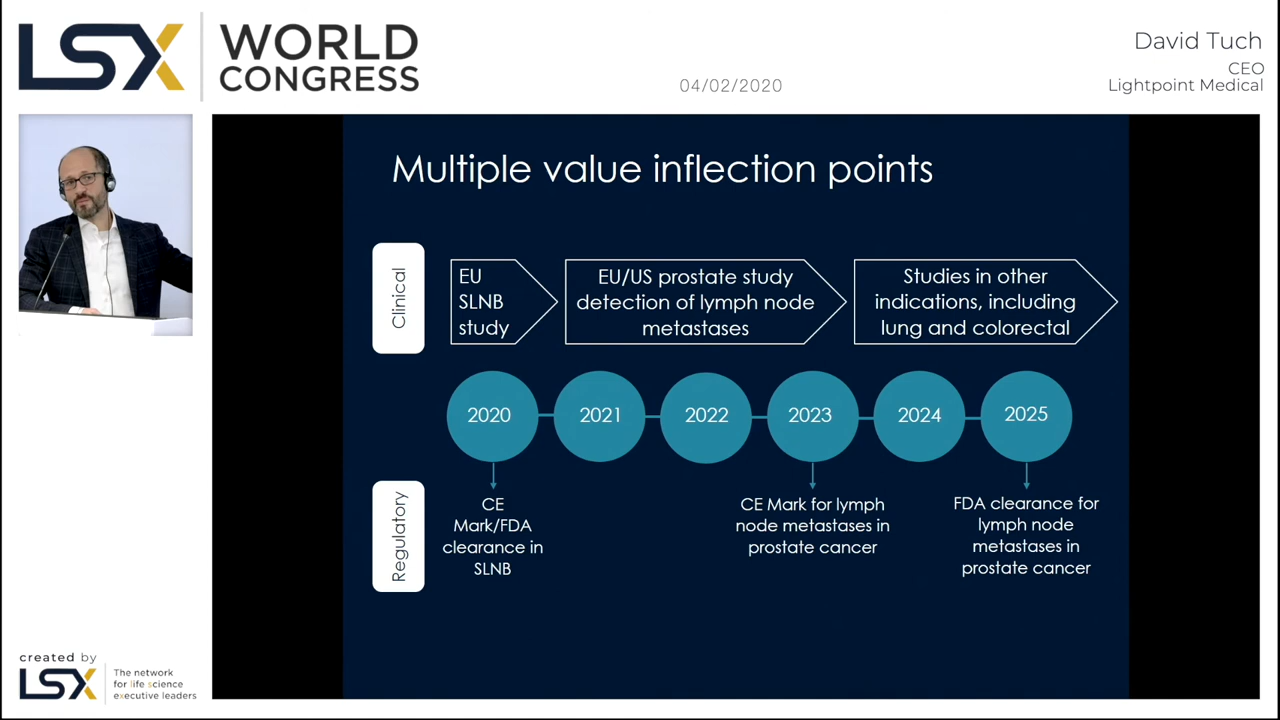 LSX
WORLD
CONGRESS
04/02/2020
David Tuch
CEO
Lightpoint Medical
Multiple value inflection points
Clinical
EU
SLNB
study
EU/US prostate study
detection of lymph node
metastases
Studies in other
indications, including
lung and colorectal
2020
2021
2022
2023
2024
2025
Regulatory
CE
Mark/FDA
clearance in
SLNB
CE Mark for lymph
node metastases in
prostate cancer
FDA clearance for
lymph node
metastases in
prostate cancer
created by
LSX
The network
for life science
executive leaders